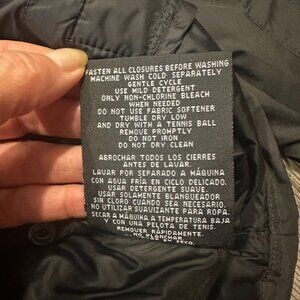 FASTEN ALL CLOSURES BEFORE WASHING
MACHINE WASH COLD SEPARATELY
GENTLE CYCLE
USE MILD DETERGENT
ONLY NON-CHLORINE BLEACH
WHEN NEEDED
DO NOT USE FABRIC SOFTENER
TUMBLE DRY LOW
AND DRY WITH A TENNIS BALL
REMOVE PROMPTLY
DO NOT IRON
DO NOT DRY CLEAN
ABROCHAR TODOS LOS CIERRES
ANTES DE LAVAR.
LAVAR POR SEPARADO A MÁQUINA
CON AGUA FRÍA EN CICLO DELICADO.
USAR DETERGENTE SUAVE.
USAR SOLAMENTE BLANQUEADOR
SIN CLORO CUANDO SEA NECESARIO.
NO UTILIZAR SUAVIZANTE PARA ROPA.
SECAR A MÁQUINA A TEMPERATURA BAJA
Y CON UNA PELOTA DE TENIS.
REMOVER RÁPIDAMENTE.
NO PLANCHAR
EN SECO.